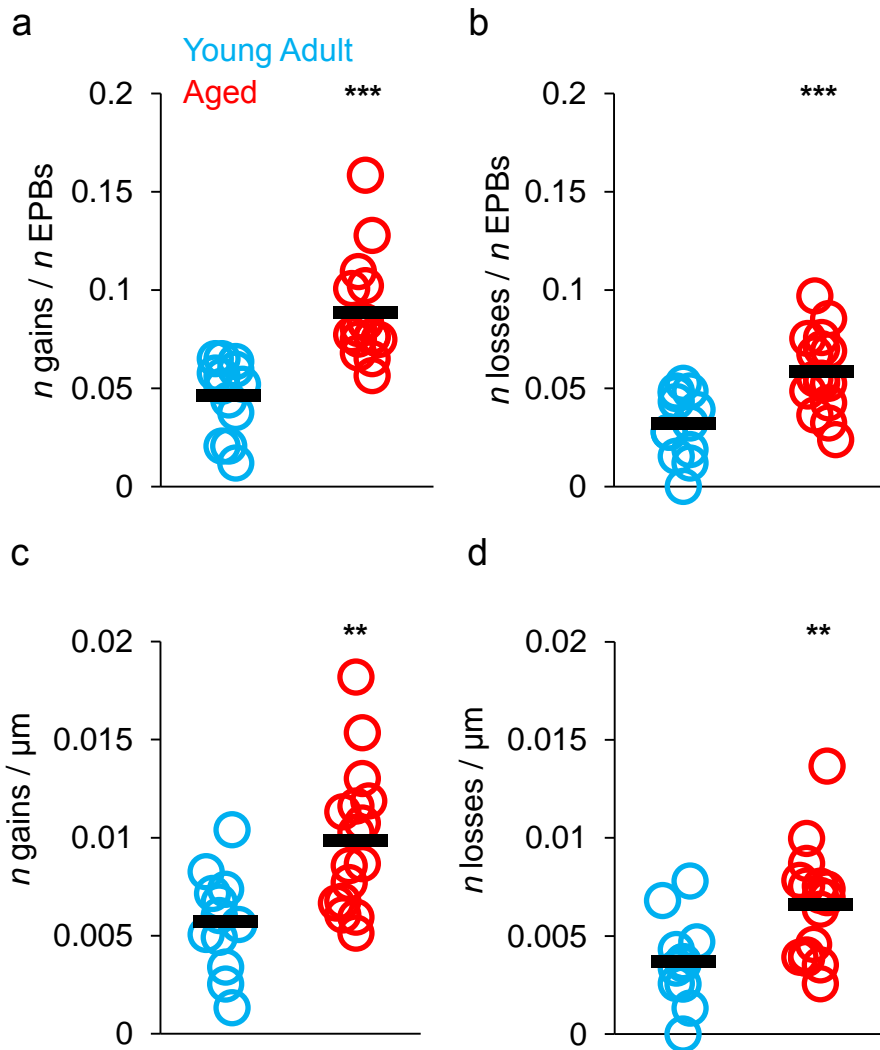 a
Young Adult
Aged
***
0.2
0.15
0.1
0.05
0
n gains / n EPBs
b
***
0.2
0.15
0.1
0.05
0
n losses / n EPBs
c
**
0.02
0.015
0.01
0.005
0
n gains / µm
d
**
0.02
0.015
0.01
0.005
0
n losses / µm